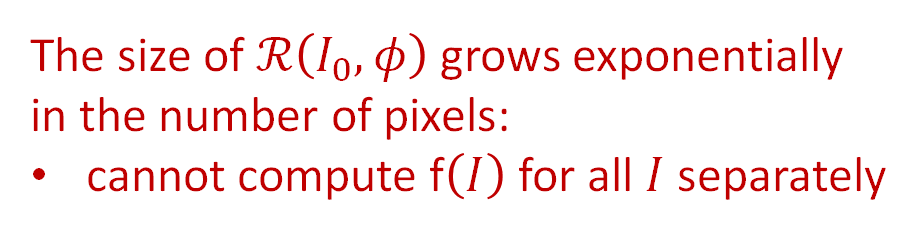 The size of ℛ(𝐼₀, 𝜙) grows exponentially
in the number of pixels:
• cannot compute f(𝐼) for all 𝐼 separately